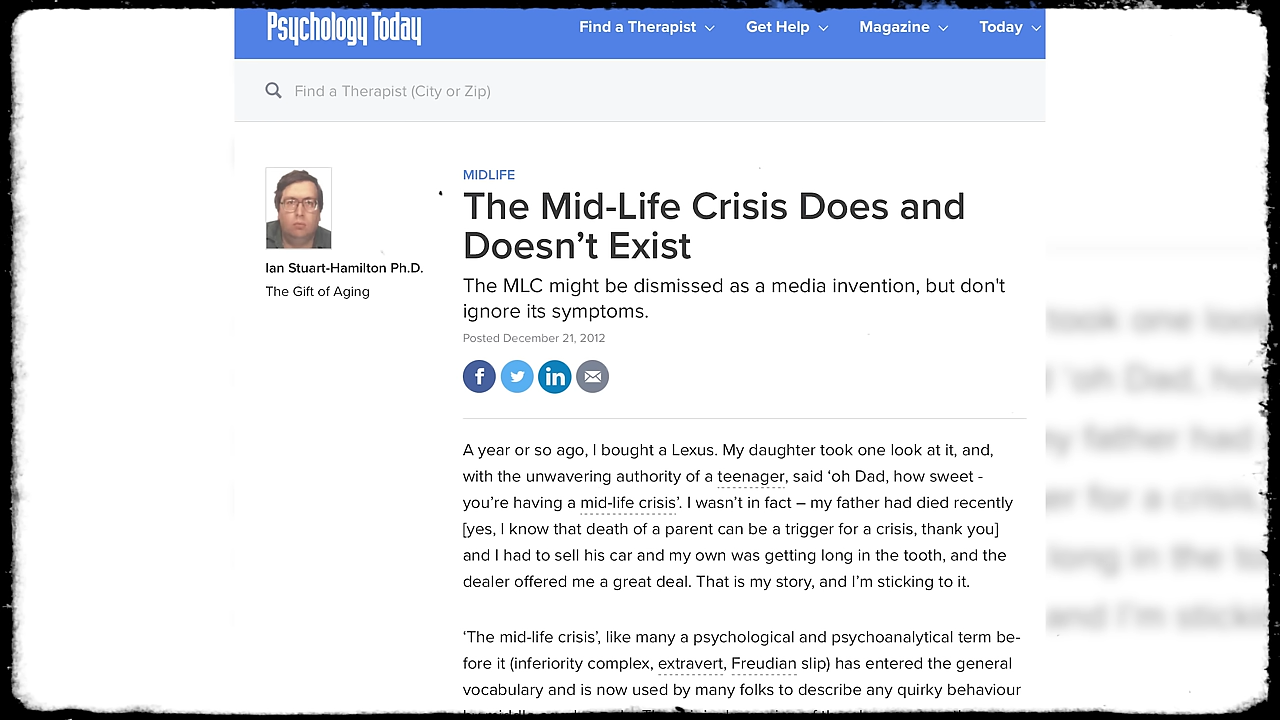 Psychology Today
Find a Therapist
Get Help
Magazine
Today
Find a Therapist (City or Zip)
Ian Stuart-Hamilton Ph.D.
The Gift of Aging
MIDLIFE
The Mid-Life Crisis Does and
Doesn’t Exist
The MLC might be dismissed as a media invention, but don't
ignore its symptoms.
Posted December 21, 2012
f
in
A year or so ago, I bought a Lexus. My daughter took one look at it, and,
with the unwavering authority of a teenager, said ‘oh Dad, how sweet -
you’re having a mid-life crisis’. I wasn’t in fact – my father had died recently
[yes, I know that death of a parent can be a trigger for a crisis, thank you]
and I had to sell his car and my own was getting long in the tooth, and the
dealer offered me a great deal. That is my story, and I’m sticking to it.
‘The mid-life crisis’, like many a psychological and psychoanalytical term be-
fore it (inferiority complex, extravert, Freudian slip) has entered the general
vocabulary and is now used by many folks to describe any quirky behaviour